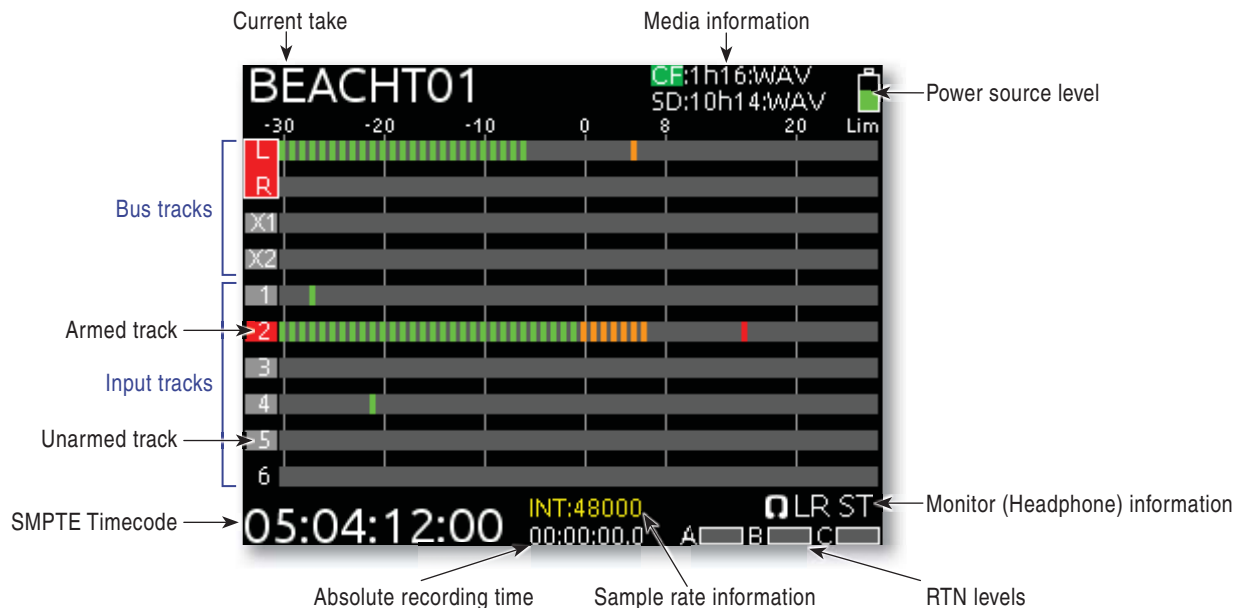 Current take
Media information
BEACHT01
CF:1h16:WAV
SD:10h14:WAV
Power source level
-30 -20 -10 0 8 20 Lim
L
R
Bus tracks
X1
X2
1
Armed track
2
3
Input tracks
4
Unarmed track
5
6
SMPTE Timecode
05:04:12:00
INT:48000
00:00:00.0
LR ST
A B C
Monitor (Headphone) information
Absolute recording time
Sample rate information
RTN levels